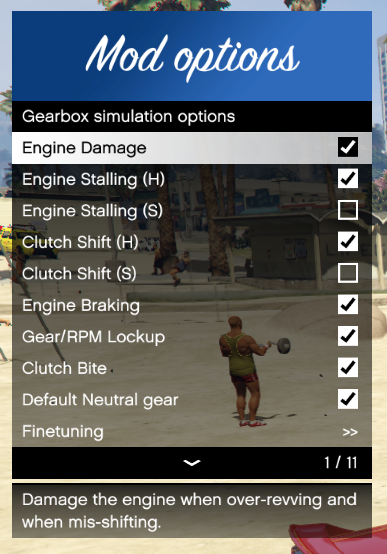 Mod options
Gearbox simulation options
Engine Damage
Engine Stalling (H)
Engine Stalling (S)
Clutch Shift (H)
Clutch Shift (S)
Engine Braking
Gear/RPM Lockup
Clutch Bite
Default Neutral gear
Finetuning >>
1 / 11
Damage the engine when over-revving and
when mis-shifting.